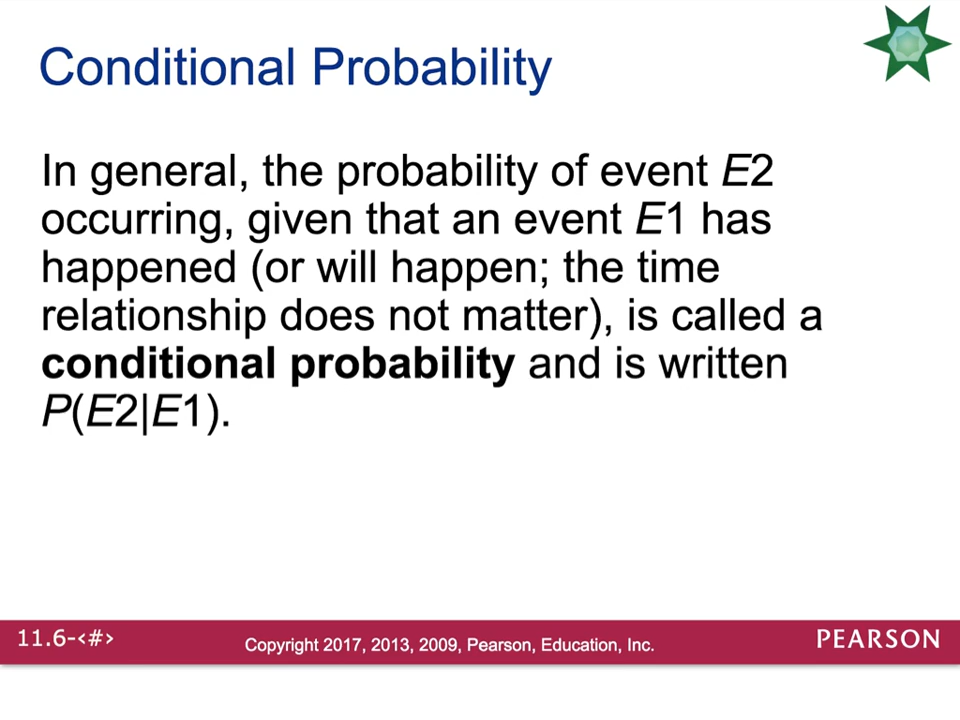 Conditional Probability
In general, the probability of event E2
occurring, given that an event E1 has
happened (or will happen; the time
relationship does not matter), is called a
conditional probability and is written
P(E2|E1).
11.6-‹#›
Copyright 2017, 2013, 2009, Pearson, Education, Inc.
PEARSON